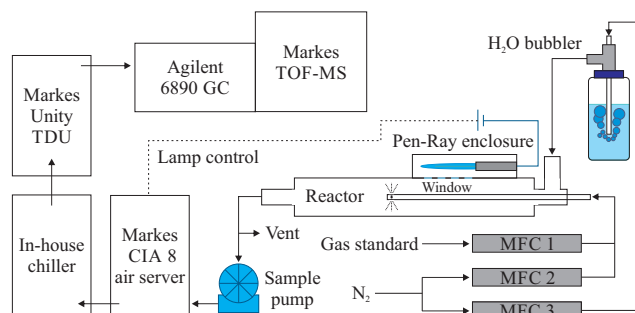 Markes
TOF-MS
Agilent
6890 GC
Markes
Unity
TDU
H2O bubbler
Pen-Ray enclosure
Lamp control
Window
Reactor
In-house
chiller
Markes
CIA 8
air server
Vent
Sample
pump
Gas standard
MFC 1
N2
MFC 2
MFC 3